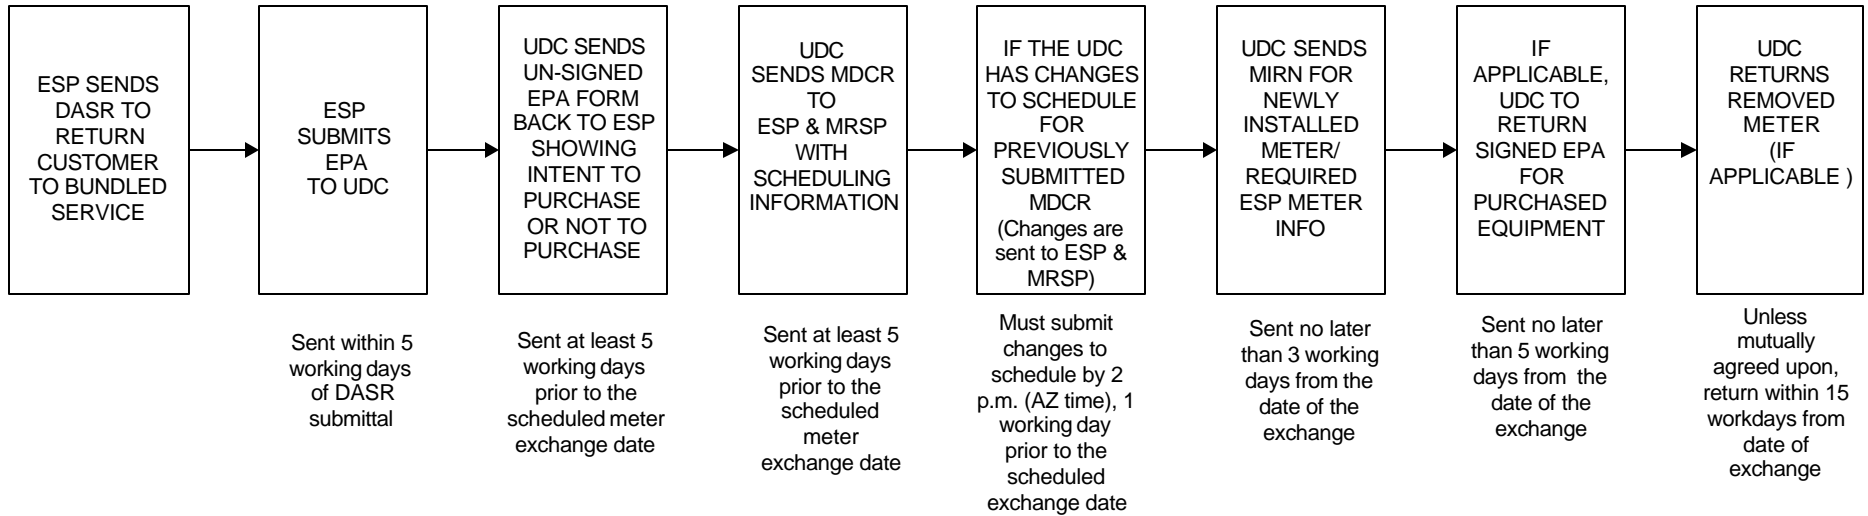 ESP SENDS
DASR TO
RETURN
CUSTOMER
TO BUNDLED
SERVICE
ESP
SUBMITS
EPA
TO UDC
UDC SENDS
UN-SIGNED
EPA FORM
BACK TO ESP
SHOWING
INTENT TO
PURCHASE
OR NOT TO
PURCHASE
UDC
SENDS MDCR
TO
ESP & MRSP
WITH
SCHEDULING
INFORMATION
IF THE UDC
HAS CHANGES
TO SCHEDULE
FOR
PREVIOUSLY
SUBMITTED
MDCR
(Changes are
sent to ESP &
MRSP)
UDC SENDS
MIRN FOR
NEWLY
INSTALLED
METER/
REQUIRED
ESP METER
INFO
IF
APPLICABLE,
UDC TO
RETURN
SIGNED EPA
FOR
PURCHASED
EQUIPMENT
UDC
RETURNS
REMOVED
METER
(IF
APPLICABLE )
Sent within 5
working days
of DASR
submittal
Sent at least 5
working days
prior to the
scheduled meter
exchange date
Sent at least 5
working days
prior to the
scheduled
meter
exchange date
Must submit
changes to
schedule by 2
p.m. (AZ time), 1
working day
prior to the
scheduled
exchange date
Sent no later
than 3 working
days from the
date of the
exchange
Sent no later
than 5 working
days from the
date of the
exchange
Unless
mutually
agreed upon,
return within 15
workdays from
date of
exchange